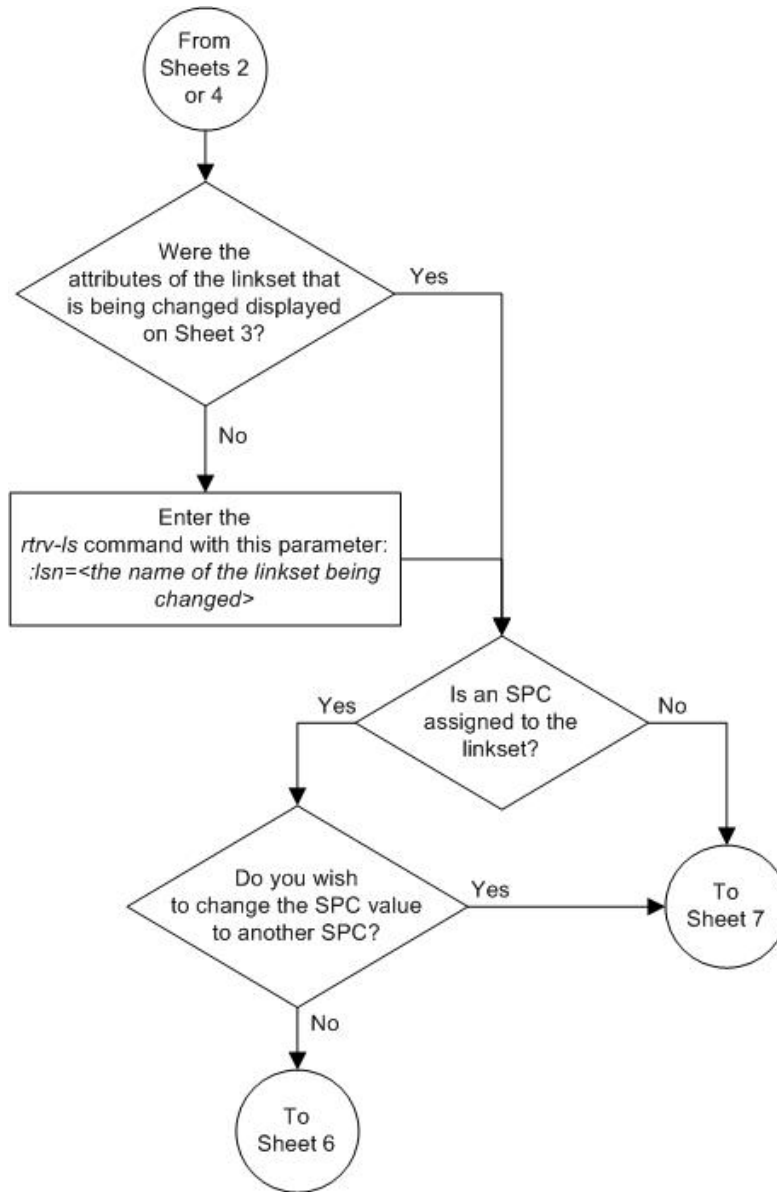 From
Sheets 2
or 4
Were the
attributes of the linkset that
is being changed displayed
on Sheet 3?
Yes
No
Enter the
rtrv-ls command with this parameter:
:lsn=<the name of the linkset being
changed>
Is an SPC
assigned to the
linkset?
Yes
No
Do you wish
to change the SPC value
to another SPC?
Yes
To
Sheet 7
No
To
Sheet 6